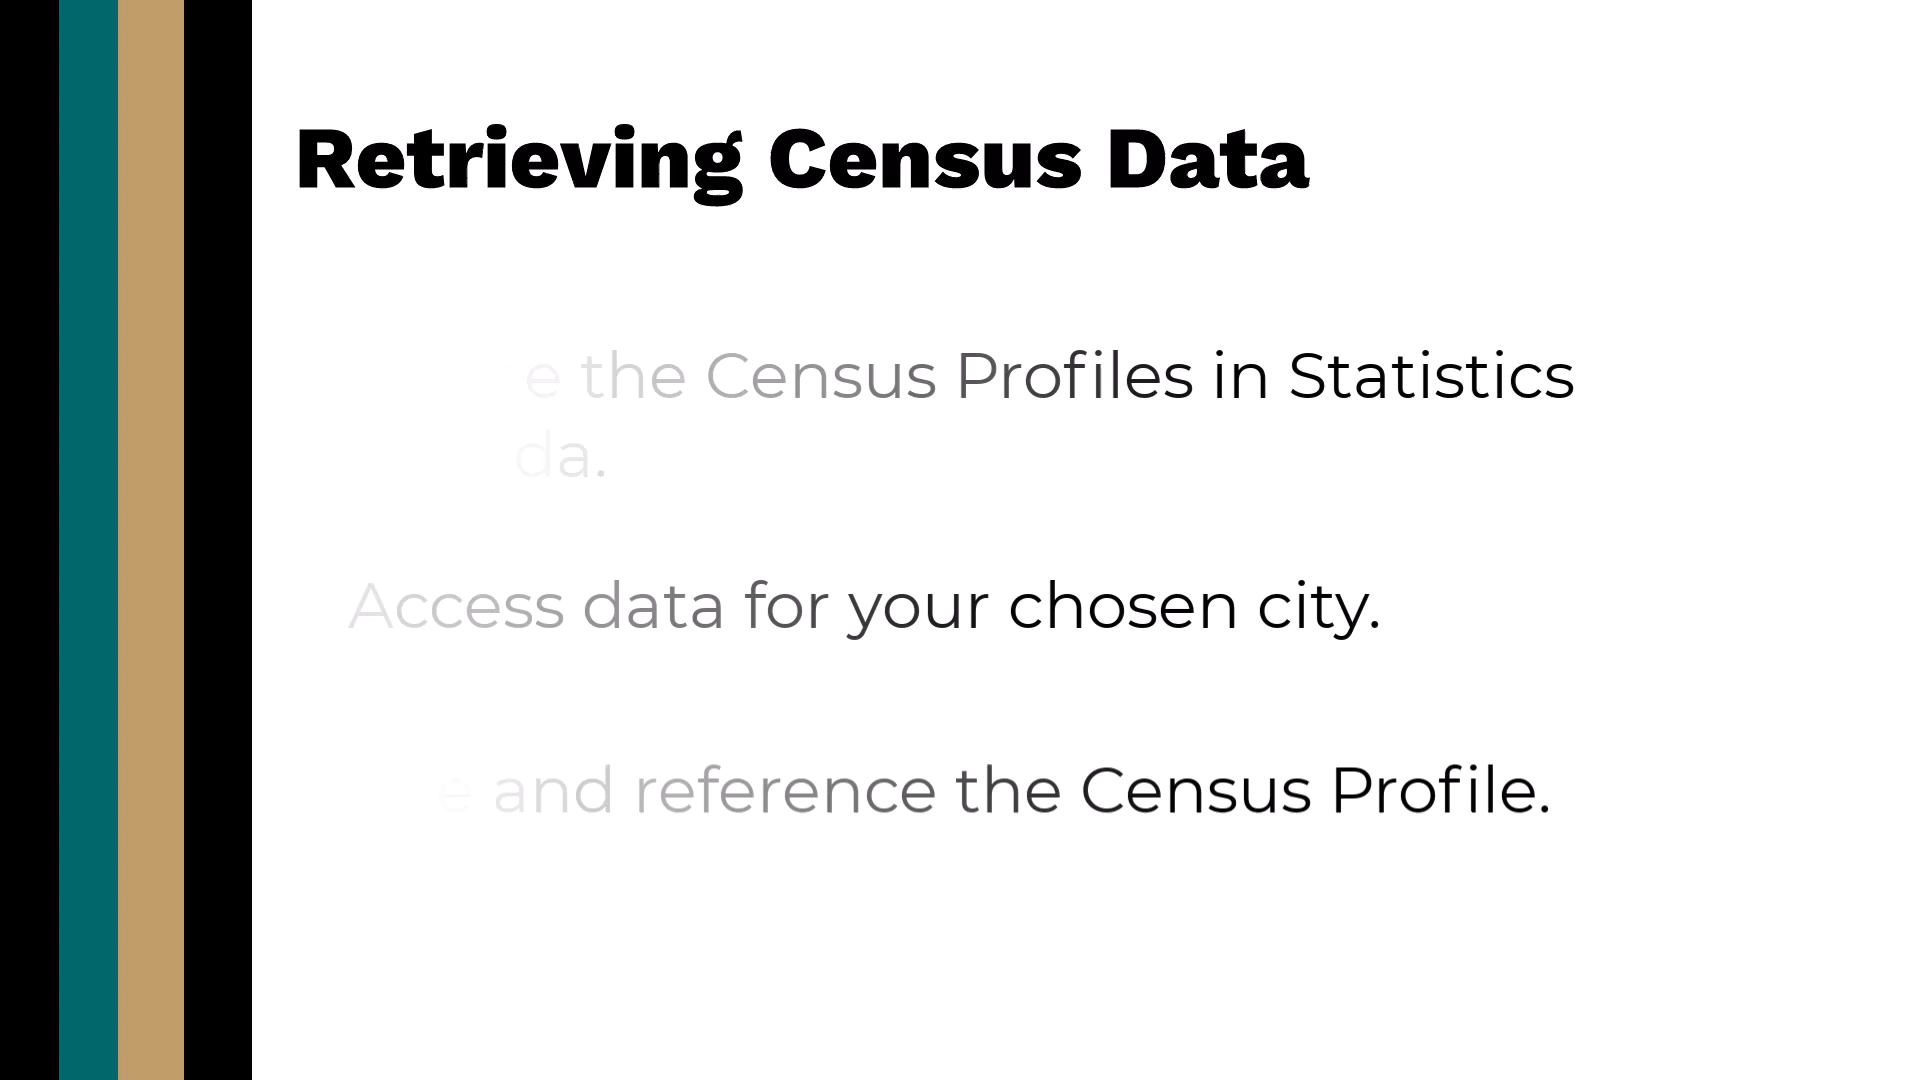 Retrieving Census Data
the Census Profiles in Statistics
Access data for your chosen city.
and reference the Census Profile.